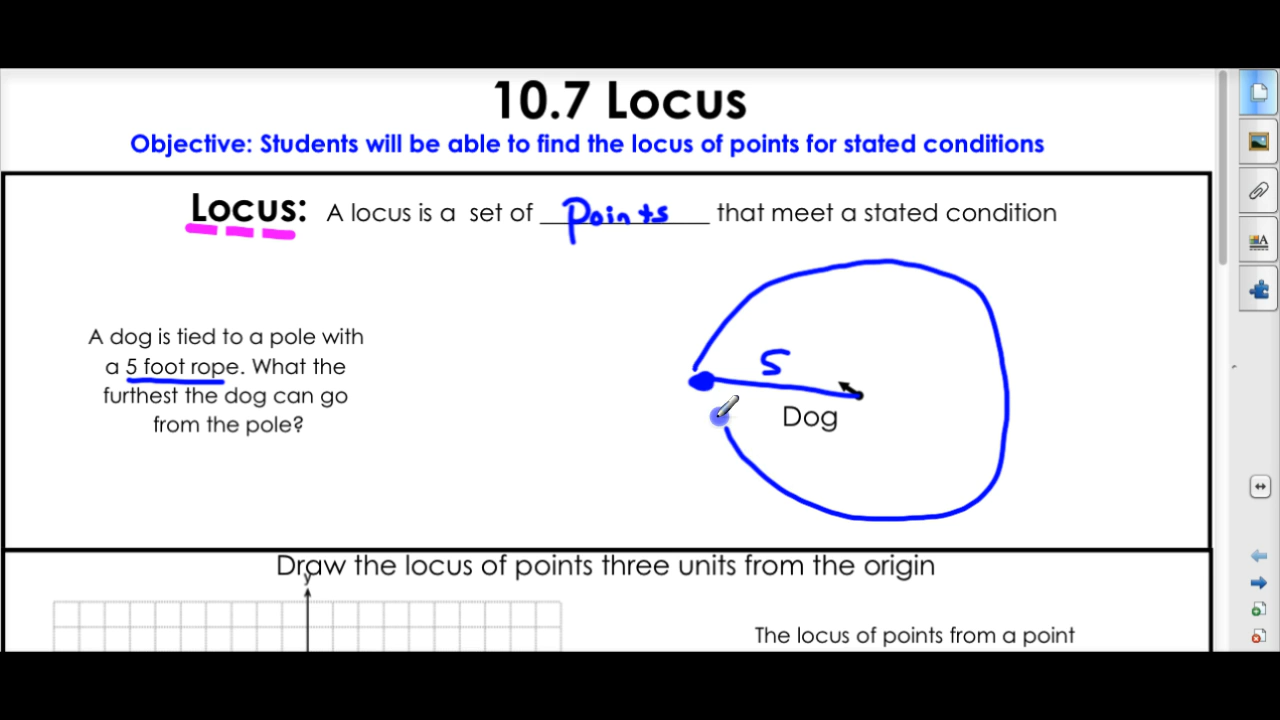 10.7 Locus
Objective: Students will be able to find the locus of points for stated conditions
Locus: A locus is a set of points that meet a stated condition
A dog is tied to a pole with
a 5 foot rope. What the
furthest the dog can go
from the pole?
5
Dog
Draw the locus of points three units from the origin
y
The locus of points from a point